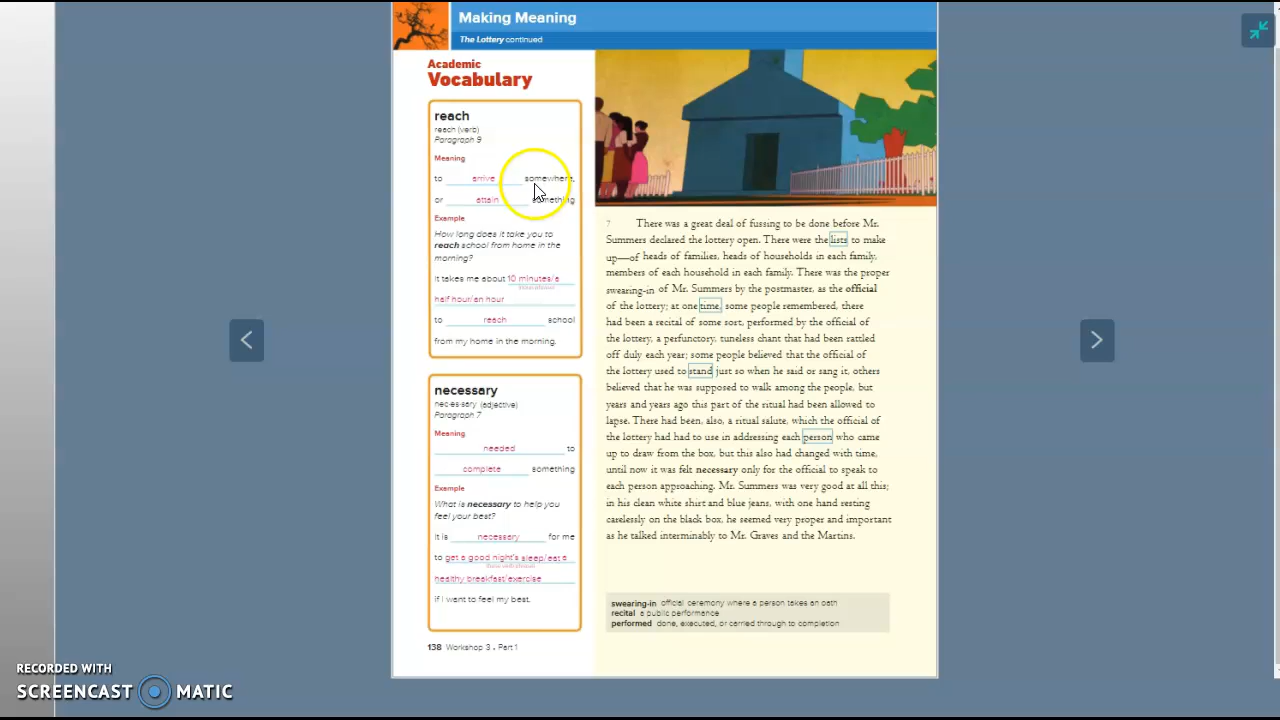 Making Meaning
The Lottery continued
Academic
Vocabulary
reach
reach (verb)
Paragraph 9
Meaning
to arrive somewhere,
or attain something
Example
How long does it take you to
reach school from home in the
morning?
It takes me about 10 minutes/a
half hour/an hour
to reach school
from my home in the morning.
necessary
nec·es·sary (adjective)
Paragraph 7
Meaning
needed to
complete something
Example
What is necessary to help you
feel your best?
It is necessary for me
to get a good night's sleep/eat a
healthy breakfast/exercise
if I want to feel my best.
138 Workshop 3 • Part 1
7 There was a great deal of fussing to be done before Mr.
Summers declared the lottery open. There were the lists to make
up—of heads of families, heads of households in each family,
members of each household in each family. There was the proper
swearing-in of Mr. Summers by the postmaster, as the official
of the lottery; at one time, some people remembered, there
had been a recital of some sort, performed by the official of
the lottery, a perfunctory, tuneless chant that had been rattled
off duly each year; some people believed that the official of
the lottery used to stand just so when he said or sang it, others
believed that he was supposed to walk among the people, but
years and years ago this part of the ritual had been allowed to
lapse. There had been, also, a ritual salute, which the official of
the lottery had had to use in addressing each person who came
up to draw from the box, but this also had changed with time,
until now it was felt necessary only for the official to speak to
each person approaching. Mr. Summers was very good at all this;
in his clean white shirt and blue jeans, with one hand resting
carelessly on the black box, he seemed very proper and important
as he talked interminably to Mr. Graves and the Martins.
swearing-in official ceremony where a person takes an oath
recital a public performance
performed done, executed, or carried through to completion
RECORDED WITH
SCREENCAST MATIC